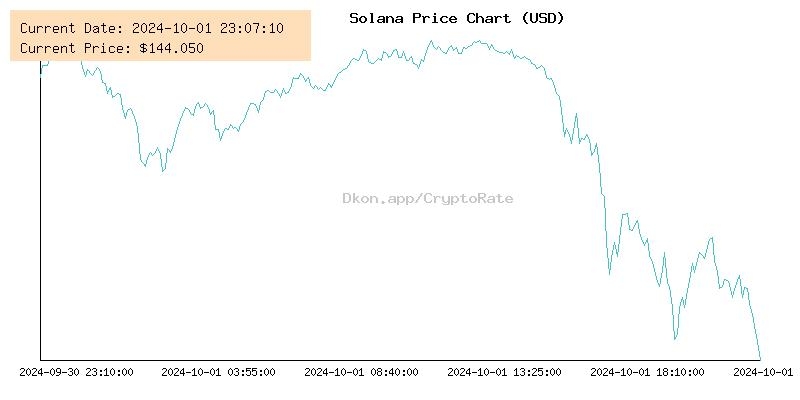 Solana Price Chart (USD)
Current Date: 2024-10-01 23:07:10
Current Price: $144.050
Dkon.app/CryptoRate
2024-09-30 23:10:00 2024-10-01 03:55:00 2024-10-01 08:40:00 2024-10-01 13:25:00 2024-10-01 18:10:00 2024-10-01